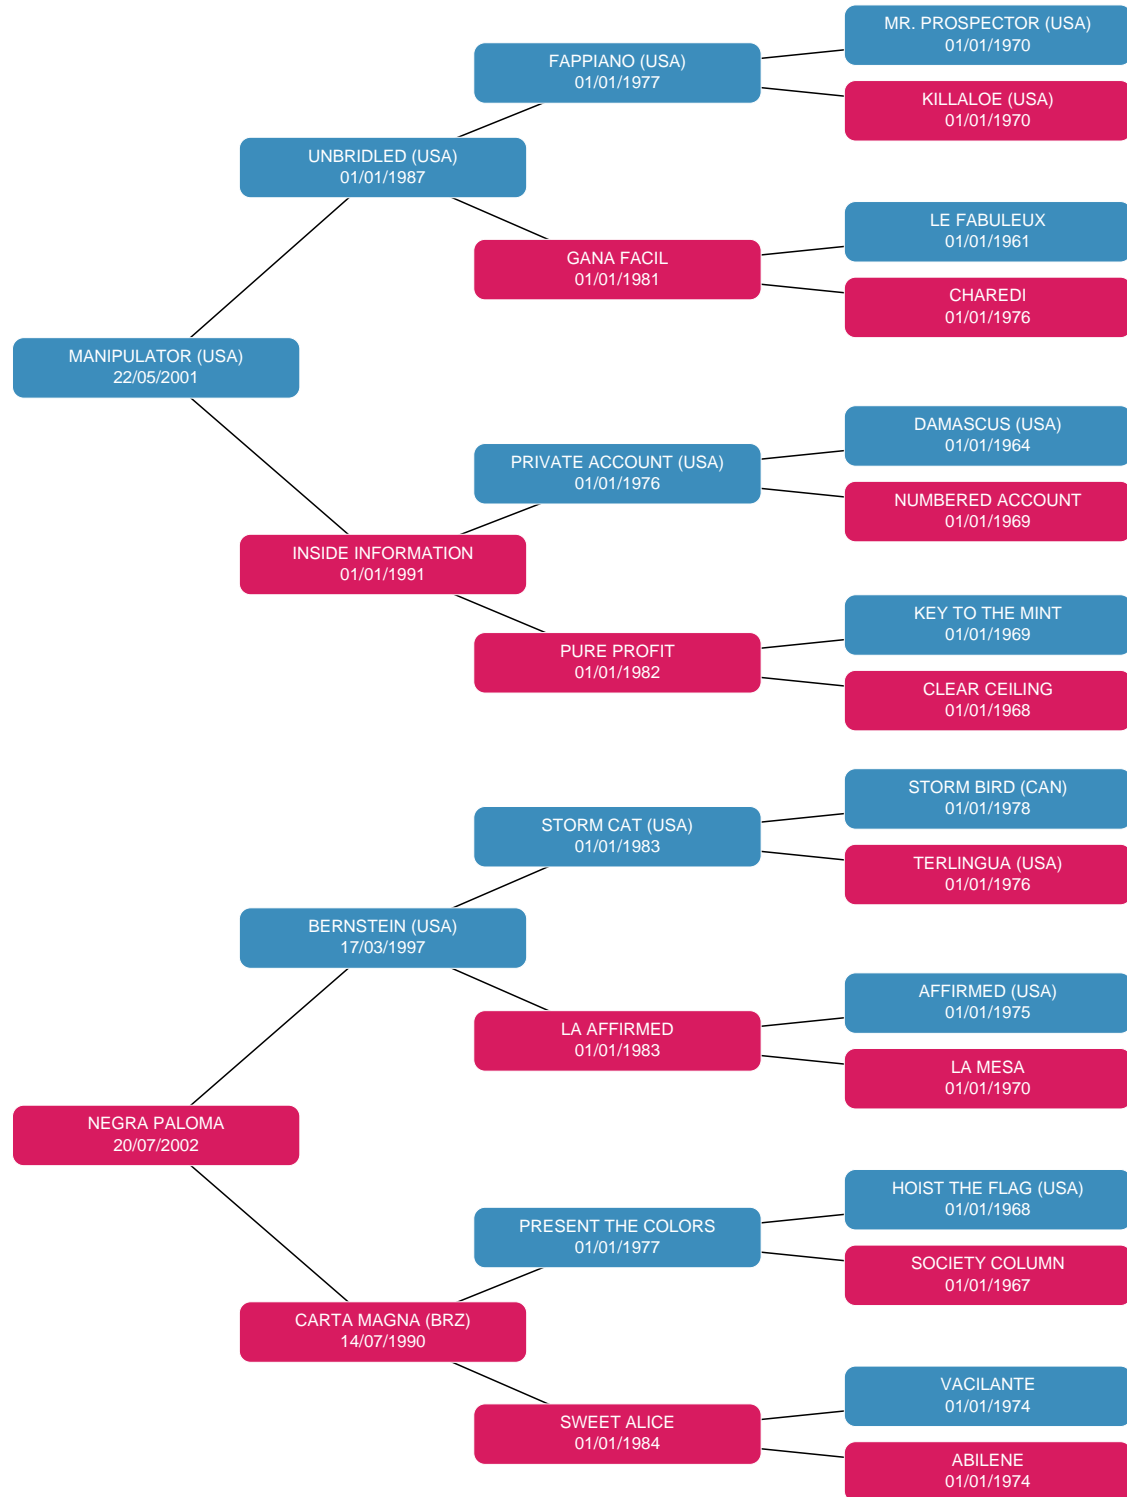 MR. PROSPECTOR (USA)
01/01/1970
FAPPIANO (USA)
01/01/1977
KILLALOE (USA)
01/01/1970
UNBRIDLED (USA)
01/01/1987
LE FABULEUX
01/01/1961
GANA FACIL
01/01/1981
CHAREDI
01/01/1976
MANIPULATOR (USA)
22/05/2001
DAMASCUS (USA)
01/01/1964
PRIVATE ACCOUNT (USA)
01/01/1976
NUMBERED ACCOUNT
01/01/1969
INSIDE INFORMATION
01/01/1991
KEY TO THE MINT
01/01/1969
PURE PROFIT
01/01/1982
CLEAR CEILING
01/01/1968
STORM BIRD (CAN)
01/01/1978
STORM CAT (USA)
01/01/1983
TERLINGUA (USA)
01/01/1976
BERNSTEIN (USA)
17/03/1997
AFFIRMED (USA)
01/01/1975
LA AFFIRMED
01/01/1983
LA MESA
01/01/1970
NEGRA PALOMA
20/07/2002
HOIST THE FLAG (USA)
01/01/1968
PRESENT THE COLORS
01/01/1977
SOCIETY COLUMN
01/01/1967
CARTA MAGNA (BRZ)
14/07/1990
VACILANTE
01/01/1974
SWEET ALICE
01/01/1984
ABILENE
01/01/1974